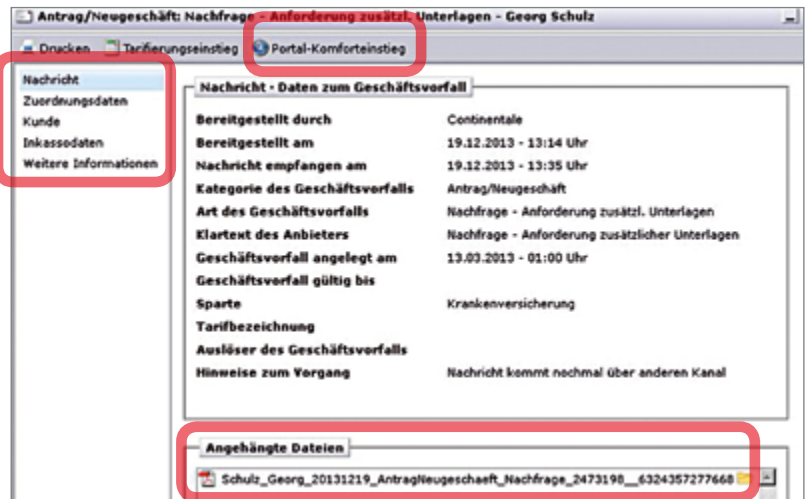 Antrag/Neugeschäft: Nachfrage - Anforderung zusätzl. Unterlagen - Georg Schulz
Drucken Tarifierungseinstieg Portal-Komforteinstieg
Nachricht
Zuordnungsdaten
Kunde
Inkassodaten
Weitere Informationen
Nachricht - Daten zum Geschäftsvorfall
Bereitgestellt durch Continentale
Bereitgestellt am 19.12.2013 - 13:14 Uhr
Nachricht empfangen am 19.12.2013 - 13:35 Uhr
Kategorie des Geschäftsvorfalls Antrag/Neugeschäft
Art des Geschäftsvorfalls Nachfrage - Anforderung zusätzl. Unterlagen
Klartext des Anbieters Nachfrage - Anforderung zusätzlicher Unterlagen
Geschäftsvorfall angelegt am 13.03.2013 - 01:00 Uhr
Geschäftsvorfall gültig bis
Sparte Krankenversicherung
Tarifbezeichnung
Auslöser des Geschäftsvorfalls
Hinweise zum Vorgang Nachricht kommt nochmal über anderen Kanal
Angehängte Dateien
Schulz_Georg_20131219_AntragNeugeschaeft_Nachfrage_2473198__6324357277668